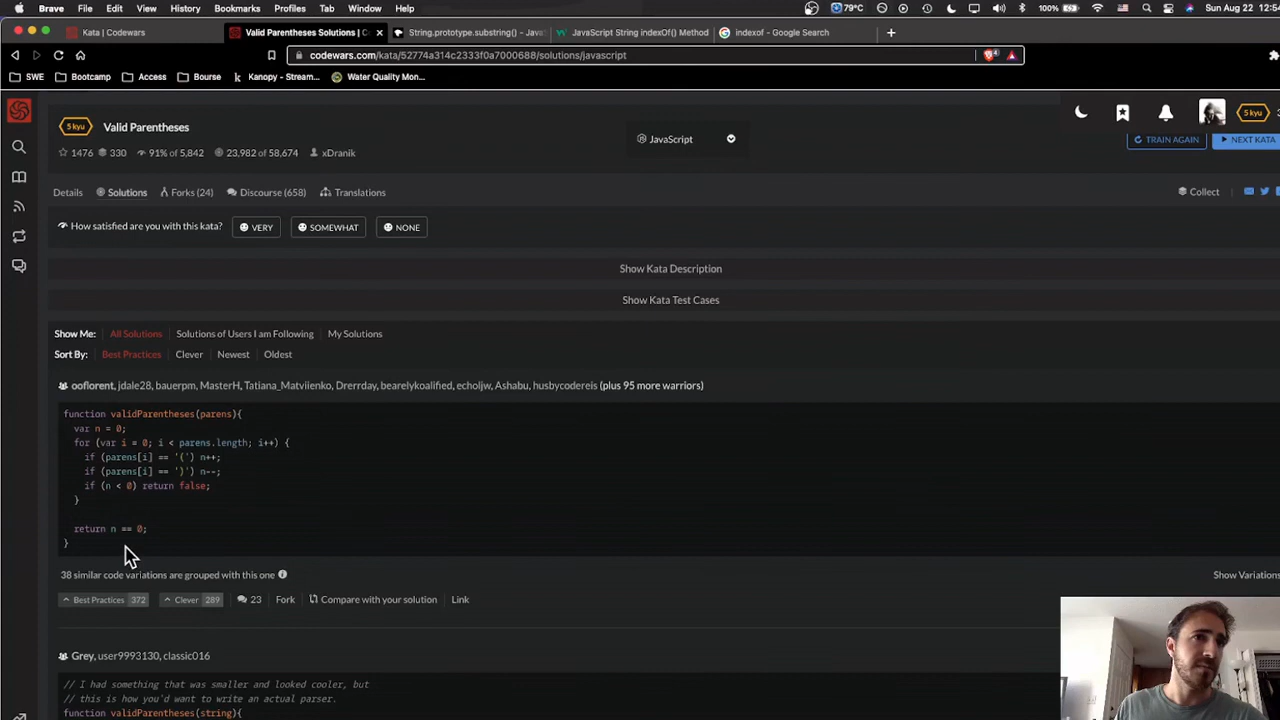 Brave File Edit View History Bookmarks Profiles Tab Window Help 79°C 100% Sun Aug 22 12:54
Kata | Codewars
Valid Parentheses Solutions | C
String.prototype.substring() - Java
JavaScript String indexOf() Method
indexof - Google Search
codewars.com/kata/52774a314c2333f0a7000688/solutions/javascript
SWE Bootcamp Access Bourse Kanopy - Stream... Water Quality Mon...
5 kyu Valid Parentheses JavaScript 5 kyu
1476 330 91% of 5,842 23,982 of 58,674 xDranik TRAIN AGAIN NEXT KATA
Details Solutions Forks (24) Discourse (658) Translations Collect
How satisfied are you with this kata? VERY SOMEWHAT NONE
Show Kata Description
Show Kata Test Cases
Show Me: All Solutions Solutions of Users I am Following My Solutions
Sort By: Best Practices Clever Newest Oldest
ooflorent, jdale28, bauerpm, MasterH, Tatiana_Matviienko, Drerrday, bearelykoalified, echoljw, Ashabu, husbycodereis (plus 95 more warriors)
function validParentheses(parens){
var n = 0;
for (var i = 0; i < parens.length; i++) {
if (parens[i] == '(') n++;
if (parens[i] == ')') n--;
if (n < 0) return false;
}
return n == 0;
}
38 similar code variations are grouped with this one Show Variations
Best Practices 372 Clever 289 23 Fork Compare with your solution Link
Grey, user9993130, classic016
// I had something that was smaller and looked cooler, but
// this is how you'd want to write an actual parser.
function validParentheses(string){